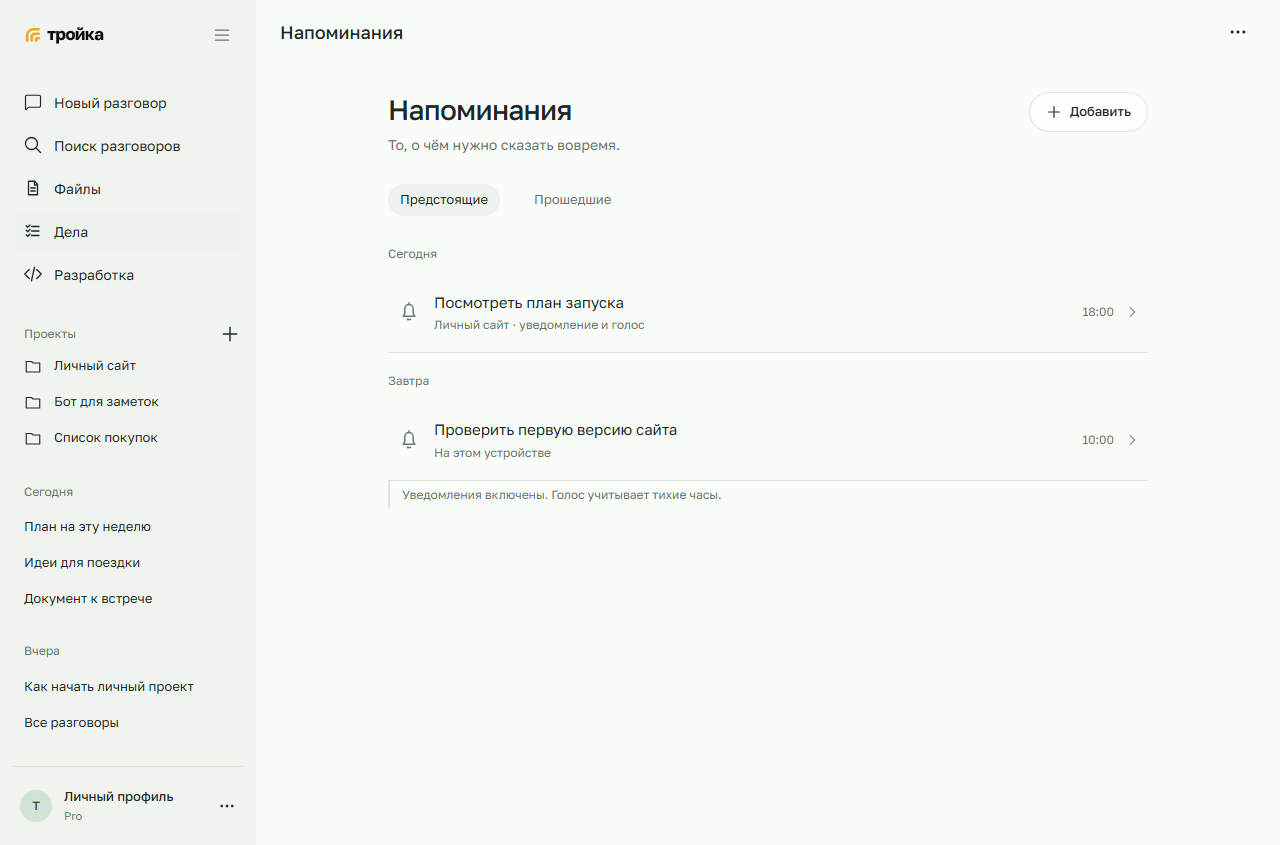 тройка
Новый разговор
Поиск разговоров
Файлы
Дела
Разработка
Проекты
Личный сайт
Бот для заметок
Список покупок
Сегодня
План на эту неделю
Идеи для поездки
Документ к встрече
Вчера
Как начать личный проект
Все разговоры
Т
Личный профиль
Pro
Напоминания
Напоминания
Добавить
То, о чём нужно сказать вовремя.
Предстоящие
Прошедшие
Сегодня
Посмотреть план запуска
Личный сайт · уведомление и голос
18:00
Завтра
Проверить первую версию сайта
На этом устройстве
10:00
Уведомления включены. Голос учитывает тихие часы.